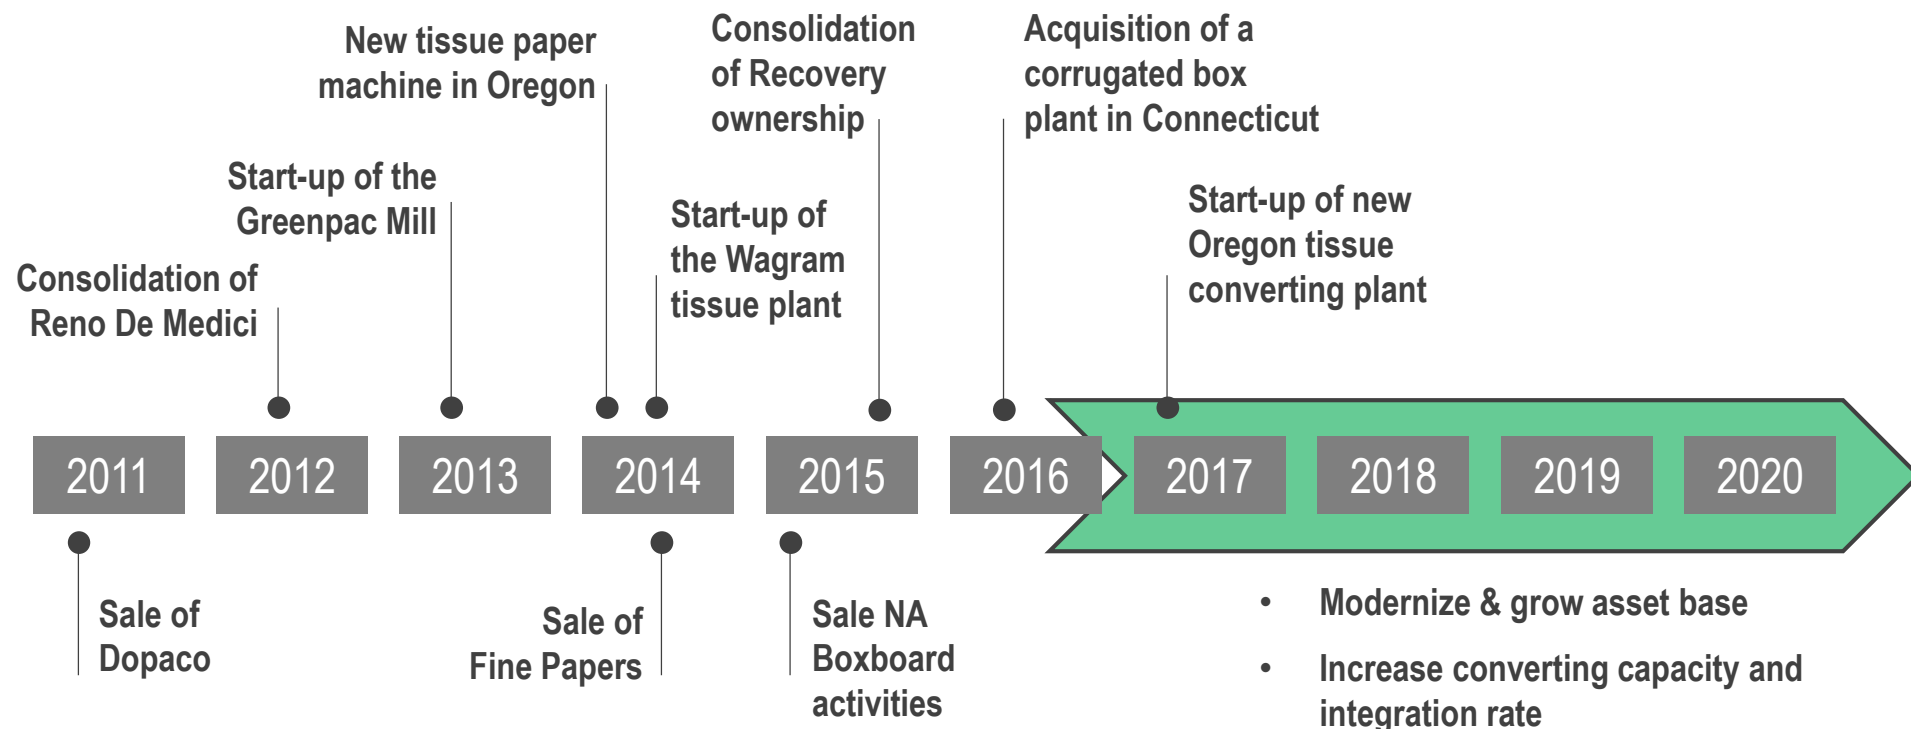 New tissue paper
machine in Oregon
Consolidation
of Recovery
ownership
Acquisition of a
corrugated box
plant in Connecticut
Start-up of the
Greenpac Mill
Start-up of
the Wagram
tissue plant
Start-up of new
Oregon tissue
converting plant
Consolidation of
Reno De Medici
2011
2012
2013
2014
2015
2016
2017
2018
2019
2020
Sale of
Dopaco
Sale of
Fine Papers
Sale NA
Boxboard
activities
• Modernize & grow asset base
• Increase converting capacity and
integration rate